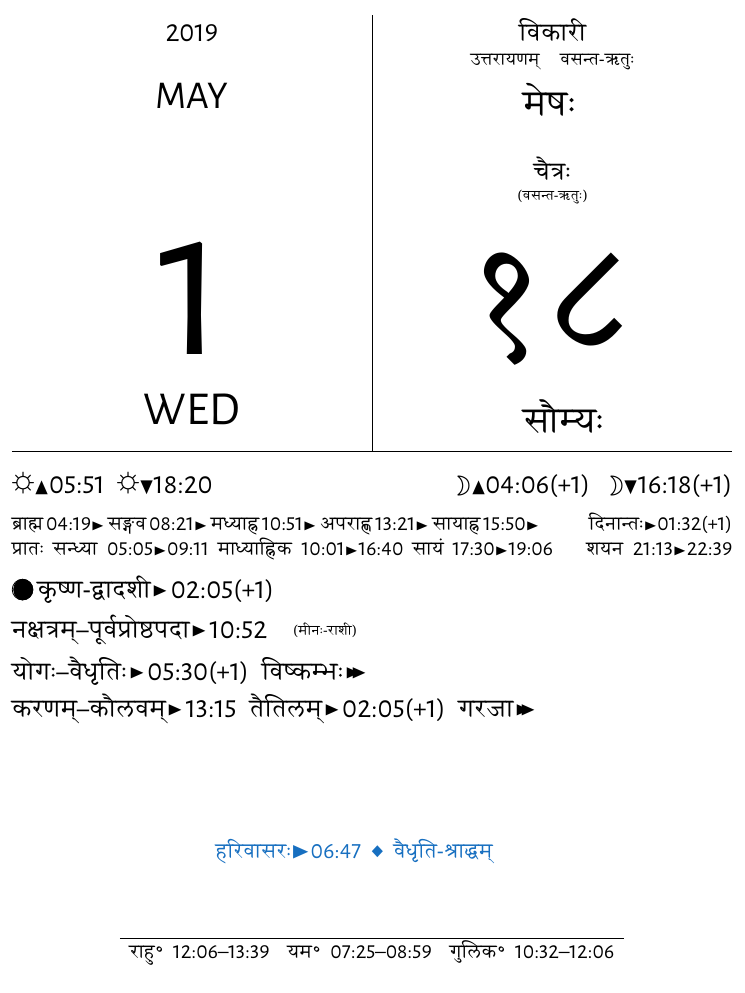 2019
MAY
1
WED
विकारी
उत्तरायणम् वसन्त-ऋतुः
मेषः
चैत्रः
(वसन्त-ऋतुः)
१८
सौम्यः
☼▲05:51 ☼▼18:20 ☽▲04:06(+1) ☽▼16:18(+1)
ब्राह्म 04:19► सङ्गव 08:21► मध्याह्न 10:51► अपराह्ण 13:21► सायाह्न 15:50► दिनान्तः►01:32(+1)
प्रातः सन्ध्या 05:05►09:11 माध्याह्निक 10:01►16:40 सायं 17:30►19:06 शयन 21:13►22:39
कृष्ण-द्वादशी► 02:05(+1)
नक्षत्रम्–पूर्वप्रोष्ठपदा►10:52 (मीनः-राशी)
योगः–वैधृतिः► 05:30(+1) विष्कम्भः►►
करणम्–कौलवम्►13:15 तैतिलम्►02:05(+1) गरजा►►
हरिवासरः►06:47 ◆ वैधृति-श्राद्धम्
राहु° 12:06–13:39 यम° 07:25–08:59 गुलिक° 10:32–12:06